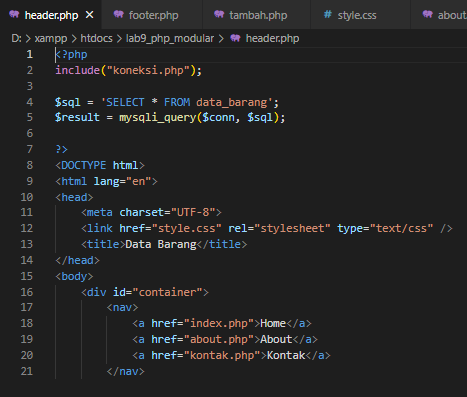 header.php × footer.php tambah.php # style.css about
D: > xampp > htdocs > lab9_php_modular > header.php
1 <?php
2 include("koneksi.php");
3
4 $sql = 'SELECT * FROM data_barang';
5 $result = mysqli_query($conn, $sql);
6
7 ?>
8 <DOCTYPE html>
9 <html lang="en">
10 <head>
11 <meta charset="UTF-8">
12 <link href="style.css" rel="stylesheet" type="text/css" />
13 <title>Data Barang</title>
14 </head>
15 <body>
16 <div id="container">
17 <nav>
18 <a href="index.php">Home</a>
19 <a href="about.php">About</a>
20 <a href="kontak.php">Kontak</a>
21 </nav>